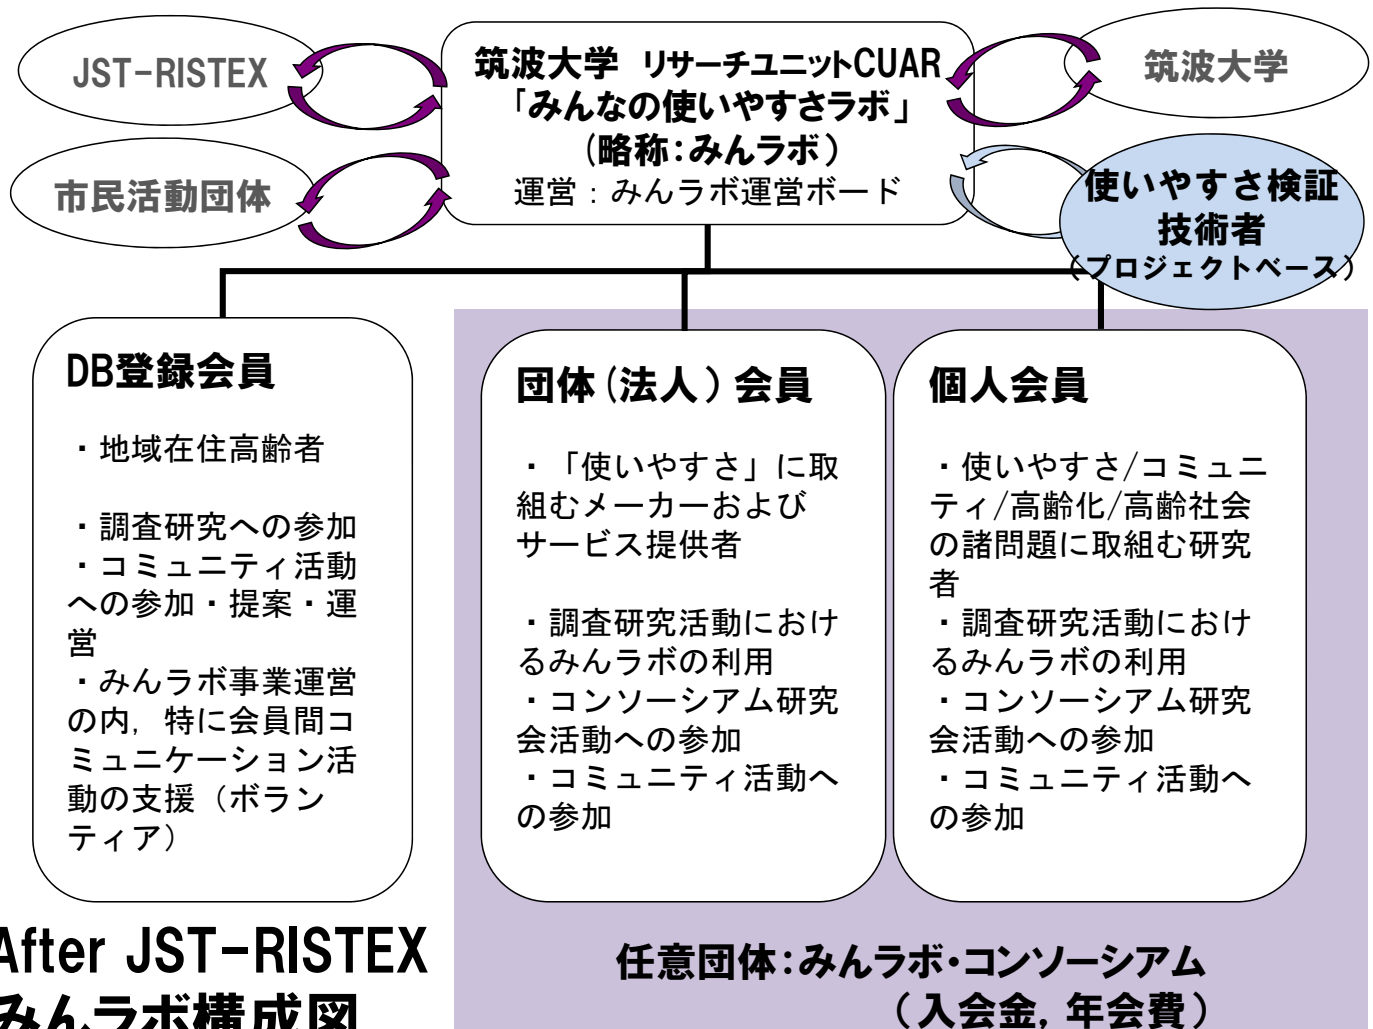 JST-RISTEX
市民活動団体
筑波大学 リサーチユニットCUAR
「みんなの使いやすさラボ」
(略称:みんラボ)
運営:みんラボ運営ボード
筑波大学
使いやすさ検証
技術者
(プロジェクトベース)
DB登録会員
・地域在住高齢者
・調査研究への参加
・コミュニティ活動
への参加・提案・運
営
・みんラボ事業運営
の内,特に会員間コ
ミュニケーション活
動の支援(ボラン
ティア)
団体(法人)会員
・「使いやすさ」に取
組むメーカーおよび
サービス提供者
・調査研究活動におけ
るみんラボの利用
・コンソーシアム研究
会活動への参加
・コミュニティ活動へ
の参加
個人会員
・使いやすさ/コミュニ
ティ/高齢化/高齢社会
の諸問題に取組む研究
者
・調査研究活動におけ
るみんラボの利用
・コンソーシアム研究
会活動への参加
・コミュニティ活動へ
の参加
After JST-RISTEX
みんラボ構成図
任意団体:みんラボ・コンソーシアム
(入会金,年会費)